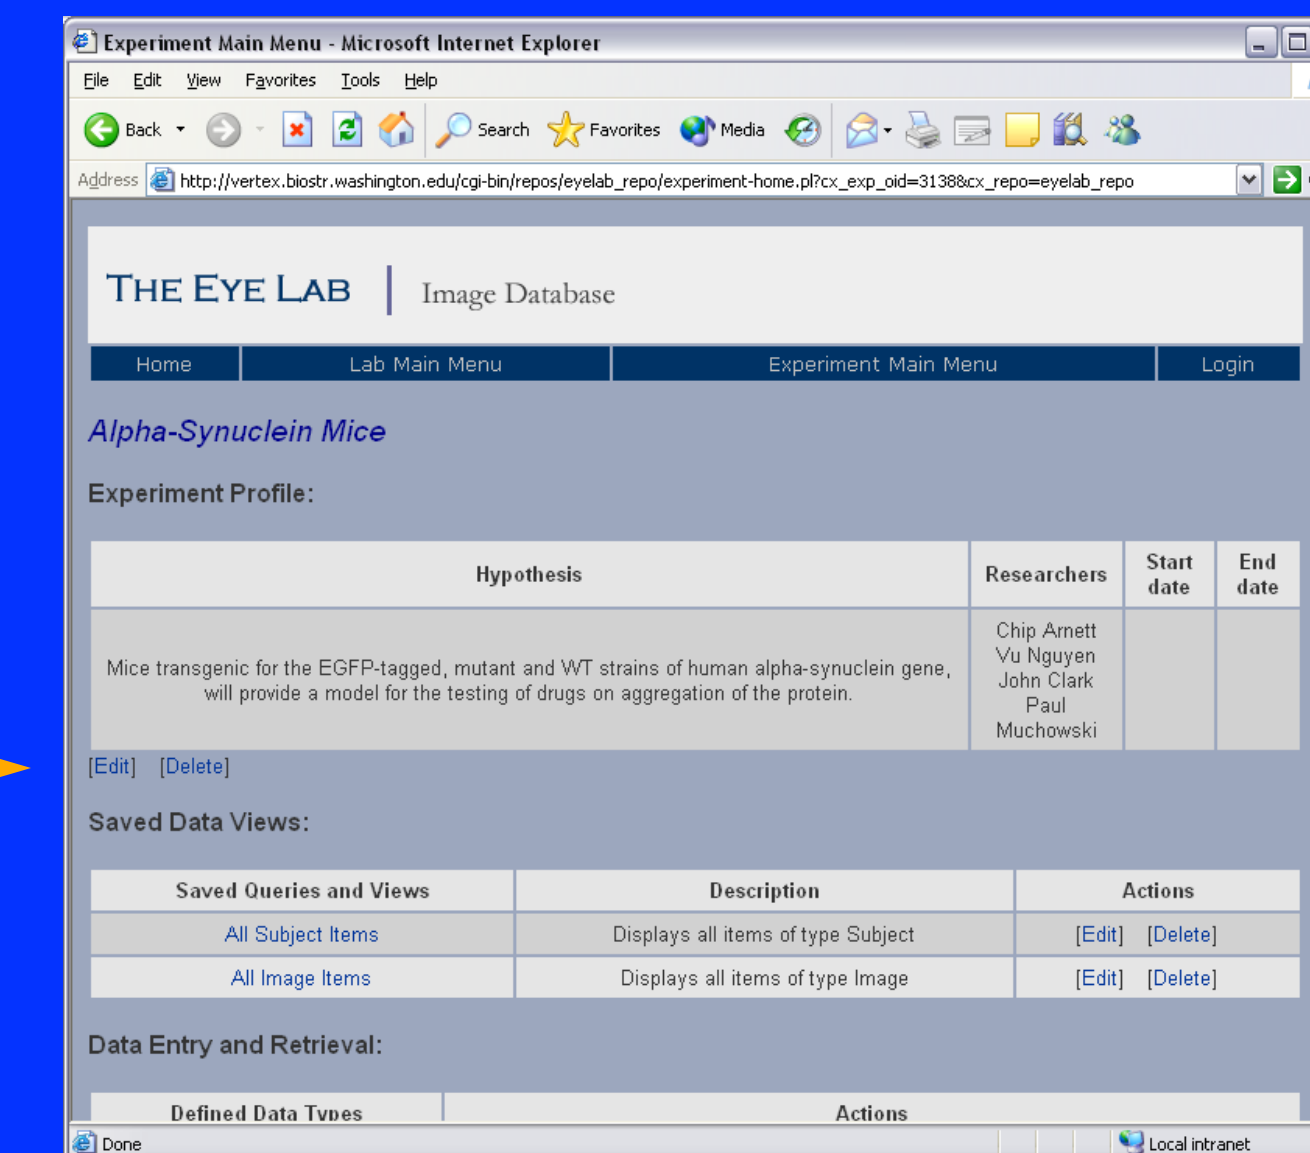 Experiment Main Menu - Microsoft Internet Explorer
File Edit View Favorites Tools Help
Back Search Favorites Media
Address http://vertex.biostr.washington.edu/cgi-bin/repos/eyelab_repo/experiment-home.pl?cx_exp_oid=3138&cx_repo=eyelab_repo
THE EYE LAB | Image Database
Home Lab Main Menu Experiment Main Menu Login
Alpha-Synuclein Mice
Experiment Profile:
Hypothesis Researchers Start date End date
Mice transgenic for the EGFP-tagged, mutant and WT strains of human alpha-synuclein gene,
will provide a model for the testing of drugs on aggregation of the protein.
Chip Arnett
Vu Nguyen
John Clark
Paul
Muchowski
[Edit] [Delete]
Saved Data Views:
Saved Queries and Views Description Actions
All Subject Items Displays all items of type Subject [Edit] [Delete]
All Image Items Displays all items of type Image [Edit] [Delete]
Data Entry and Retrieval:
Defined Data Types Actions
Done Local intranet